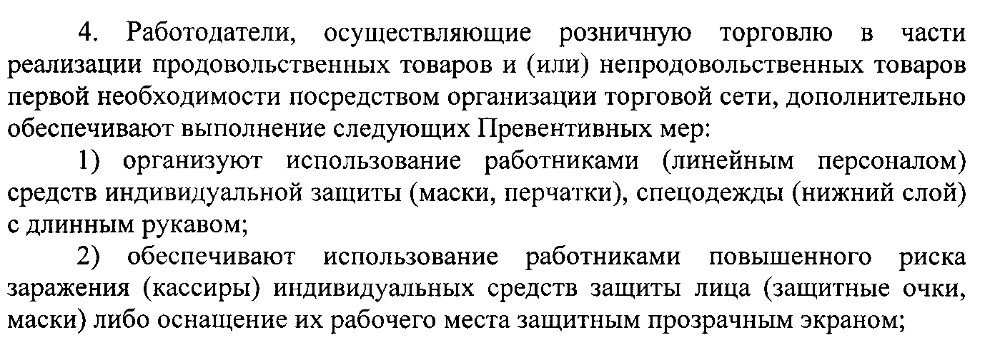 4. Работодатели, осуществляющие розничную торговлю в части
реализации продовольственных товаров и (или) непродовольственных товаров
первой необходимости посредством организации торговой сети, дополнительно
обеспечивают выполнение следующих Превентивных мер:
1) организуют использование работниками (линейным персоналом)
средств индивидуальной защиты (маски, перчатки), спецодежды (нижний слой)
с длинным рукавом;
2) обеспечивают использование работниками повышенного риска
заражения (кассиры) индивидуальных средств защиты лица (защитные очки,
маски) либо оснащение их рабочего места защитным прозрачным экраном;